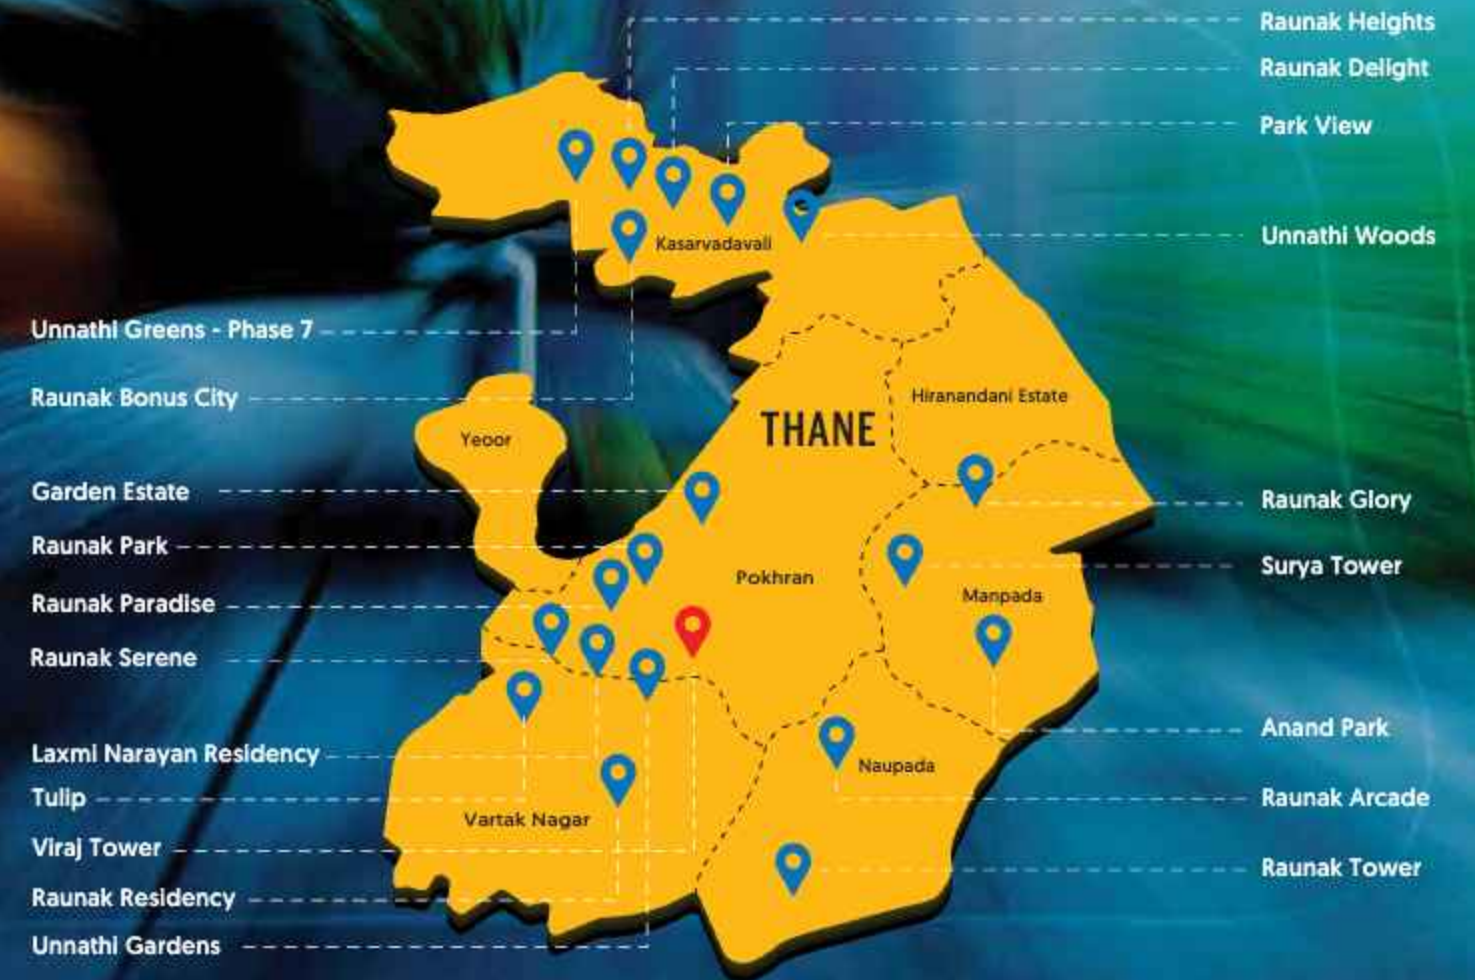 Raunak Heights
Raunak Delight
Park View
Unnathi Woods
Kasarvadavali
Unnathi Greens - Phase 7
Raunak Bonus City
Hiranandani Estate
THANE
Yeoor
Garden Estate
Raunak Glory
Raunak Park
Surya Tower
Pokhran
Manpada
Raunak Paradise
Raunak Serene
Anand Park
Laxmi Narayan Residency
Naupada
Tulip
Raunak Arcade
Vartak Nagar
Viraj Tower
Raunak Tower
Raunak Residency
Unnathi Gardens